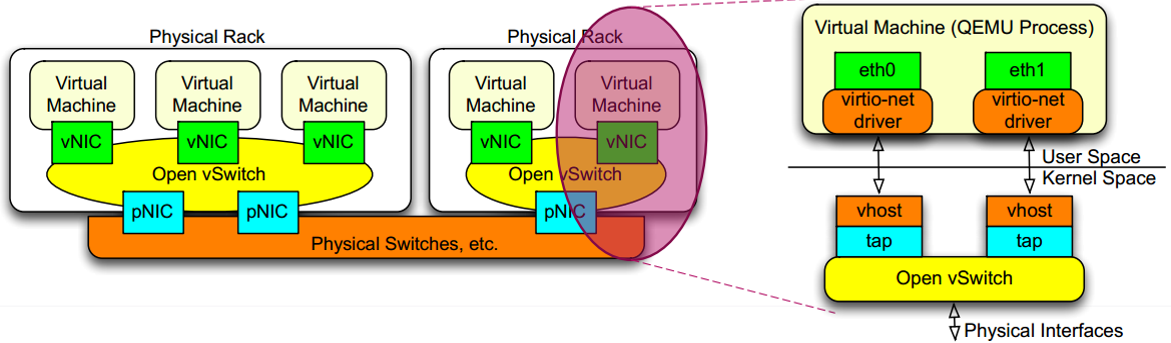 Physical Rack
Virtual
Machine
Virtual
Machine
Virtual
Machine
vNIC
vNIC
vNIC
Open vSwitch
pNIC
pNIC
Physical Rack
Virtual
Machine
Virtual
Machine
vNIC
vNIC
Open vSwitch
pNIC
Physical Switches, etc.
Virtual Machine (QEMU Process)
eth0
eth1
virtio-net
driver
virtio-net
driver
User Space
Kernel Space
vhost
vhost
tap
tap
Open vSwitch
Physical Interfaces